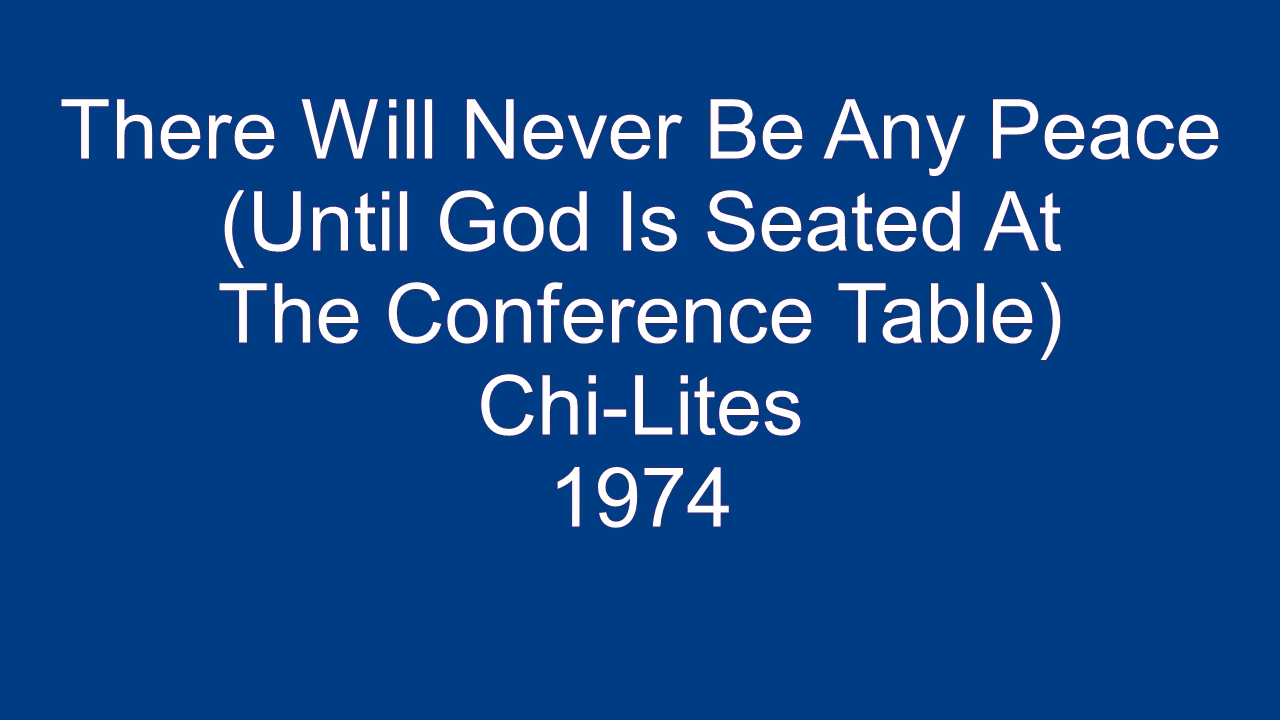 There Will Never Be Any Peace
(Until God Is Seated At
The Conference Table)
Chi-Lites
1974